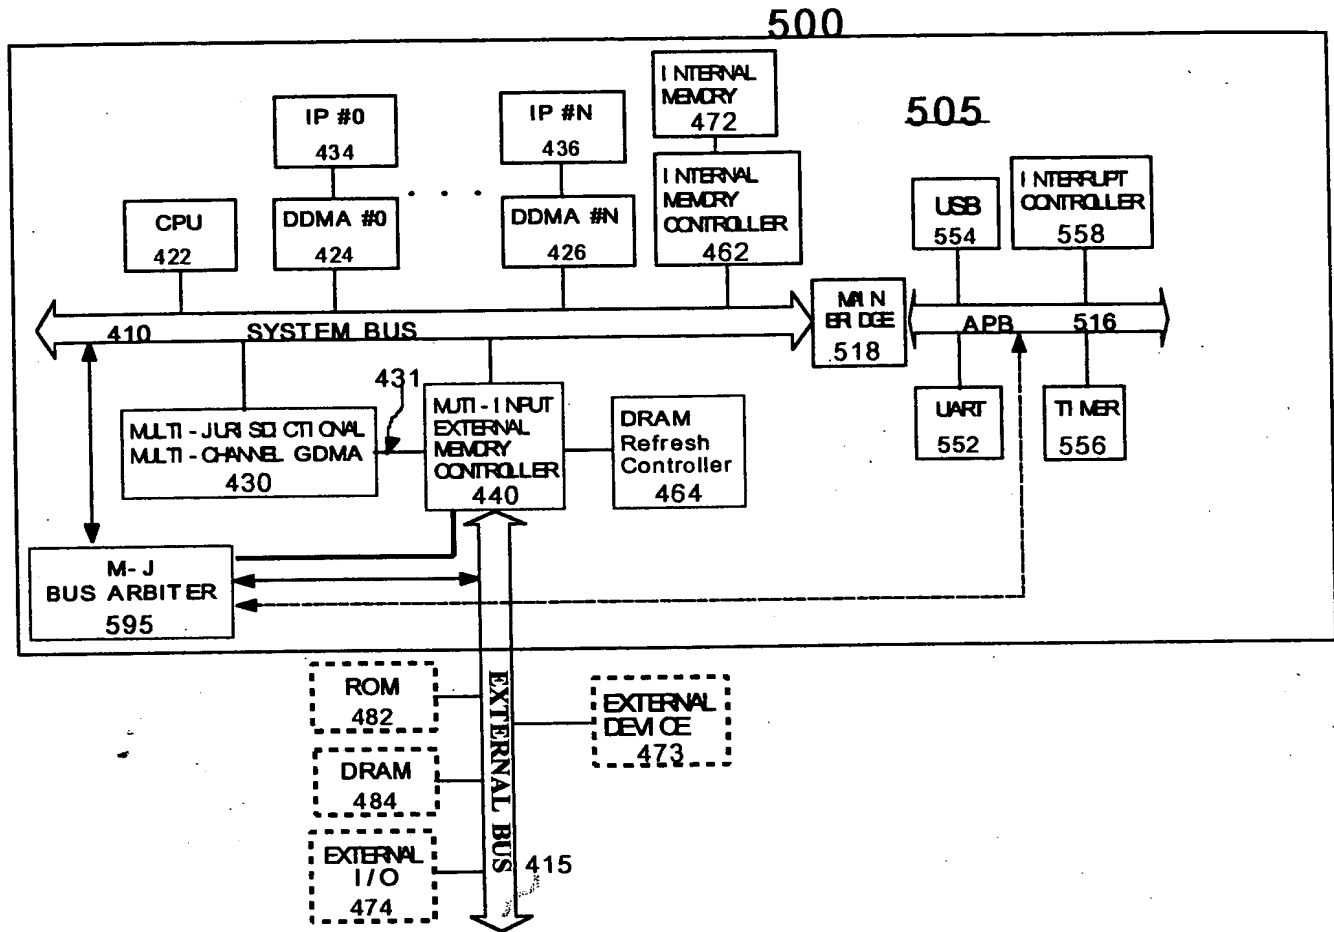 500
505
IP #0
434
IP #N
436
INTERNAL
MEMORY
472
CPU
422
DDMA #0
424
. . .
DDMA #N
426
INTERNAL
MEMORY
CONTROLLER
462
USB
554
INTERRUPT
CONTROLLER
558
410
SYSTEM BUS
MAIN
BRIDGE
518
APB
516
431
MULTI-JURISDICTIONAL
MULTI-CHANNEL GDMA
430
MUTI-INPUT
EXTERNAL
MEMORY
CONTROLLER
440
DRAM
Refresh
Controller
464
UART
552
TIMER
556
M-J
BUS ARBITER
595
ROM
482
DRAM
484
EXTERNAL
I/O
474
EXTERNAL BUS
EXTERNAL
DEVICE
473
415